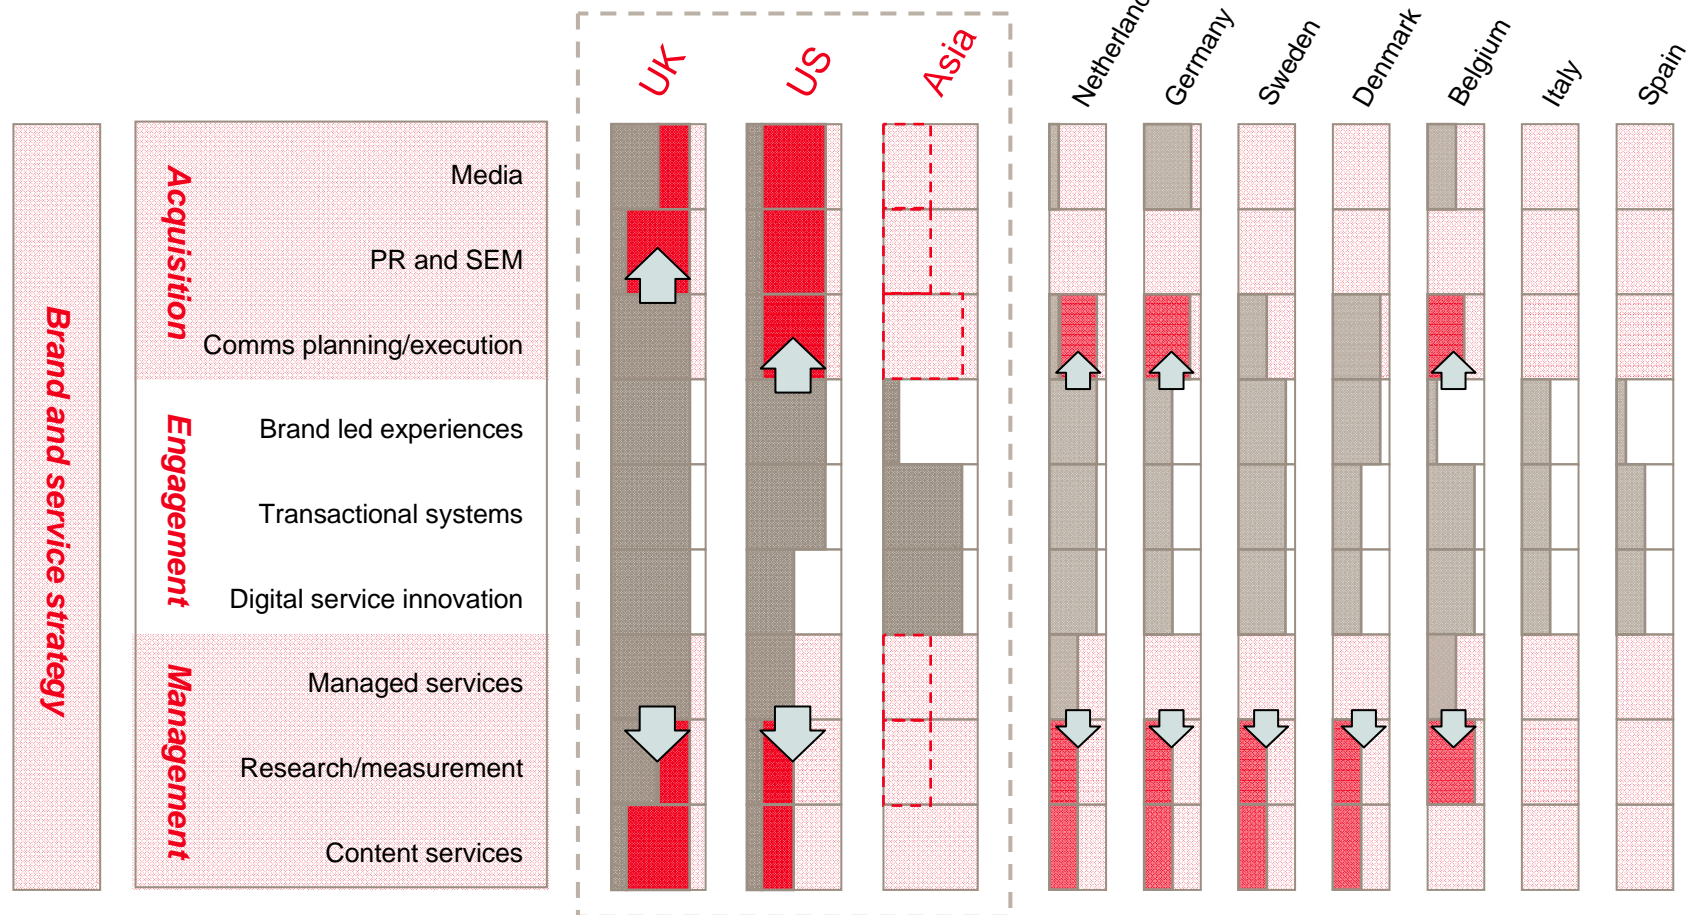 UK
US
Asia
Netherland
Germany
Sweden
Denmark
Belgium
Italy
Spain
Brand and service strategy
Acquisition
Media
PR and SEM
Comms planning/execution
Engagement
Brand led experiences
Transactional systems
Digital service innovation
Management
Managed services
Research/measurement
Content services